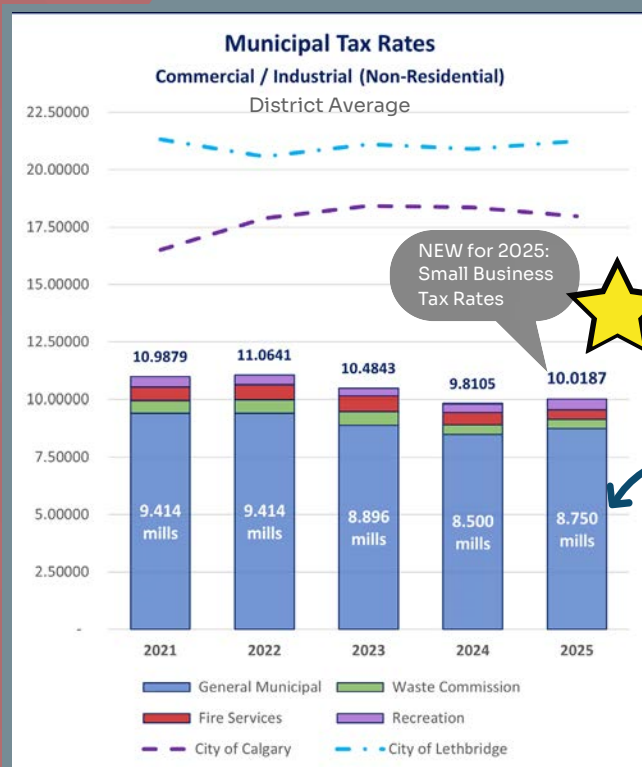 Municipal Tax Rates
Commercial / Industrial (Non-Residential)
District Average
22.50000
20.00000
17.50000
15.00000
12.50000
10.00000
7.50000
5.00000
2.50000
-
NEW for 2025:
Small Business
Tax Rates
10.9879
11.0641
10.4843
9.8105
10.0187
9.414
mills
9.414
mills
8.896
mills
8.500
mills
8.750
mills
2021
2022
2023
2024
2025
General Municipal
Waste Commission
Fire Services
Recreation
City of Calgary
City of Lethbridge